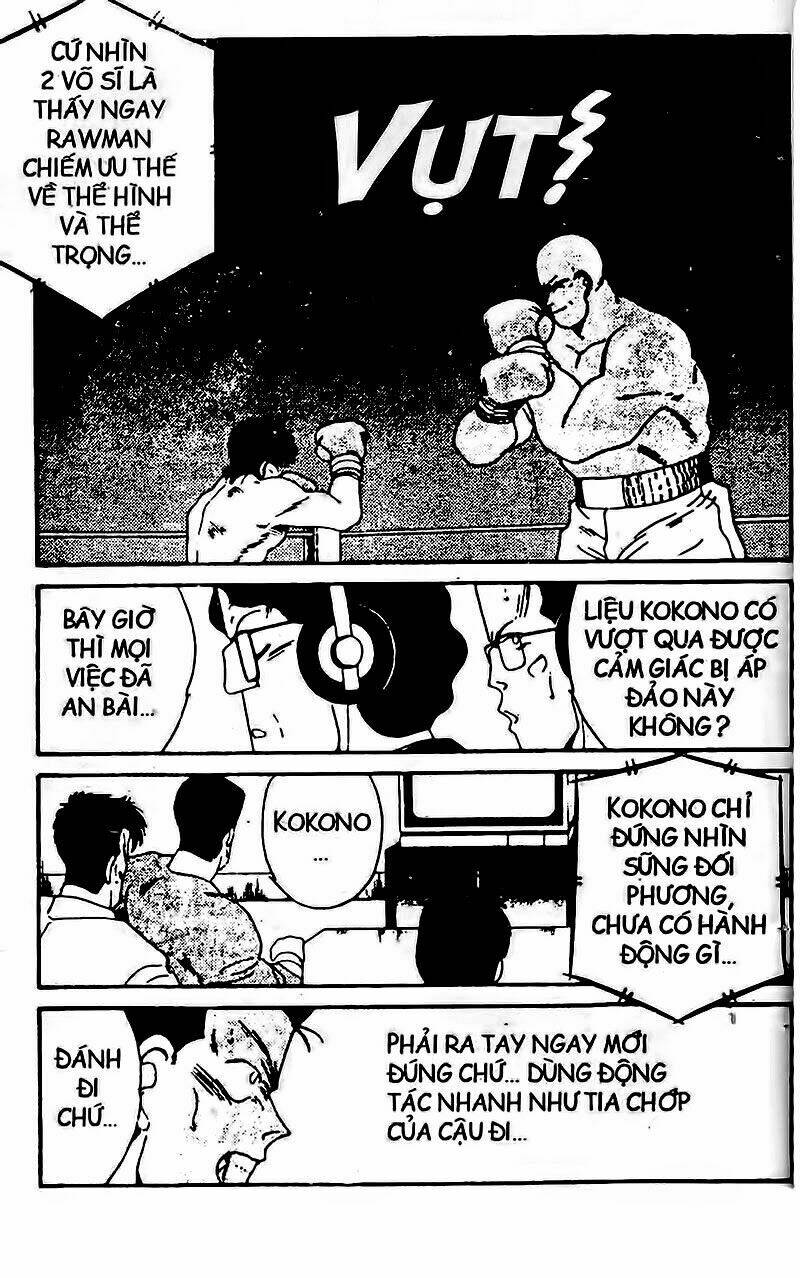 CỨ NHÌN
2 VÕ SĨ LÀ
THẤY NGAY
RAWMAN
CHIẾM ƯU THẾ
VỀ THỂ HÌNH
VÀ THỂ
TRỌNG...
VỤT!
BÂY GIỜ
THÌ MỌI
VIỆC ĐÃ
AN BÀI...
LIỆU KOKONO CÓ
VƯỢT QUA ĐƯỢC
CẢM GIÁC BỊ ÁP
ĐẢO NÀY
KHÔNG?
KOKONO
...
KOKONO CHỈ
ĐỨNG NHÌN
SỮNG ĐỐI
PHƯƠNG,
CHƯA CÓ HÀNH
ĐỘNG GÌ...
ĐÁNH
ĐI
CHỨ...
PHẢI RA TAY NGAY MỚI
ĐÚNG CHỨ... DÙNG ĐỘNG
TÁC NHANH NHƯ TIA CHỚP
CỦA CẬU ĐI...